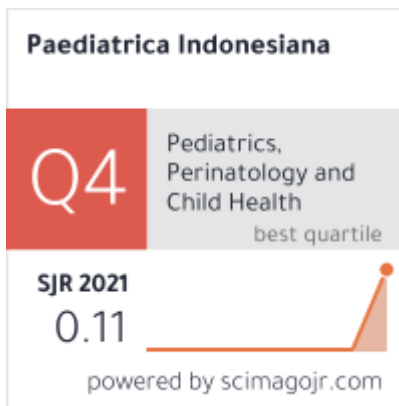 Paediatrica Indonesiana
Q4
Pediatrics,
Perinatology and
Child Health
best quartile
SJR 2021
0.11
powered by scimagojr.com